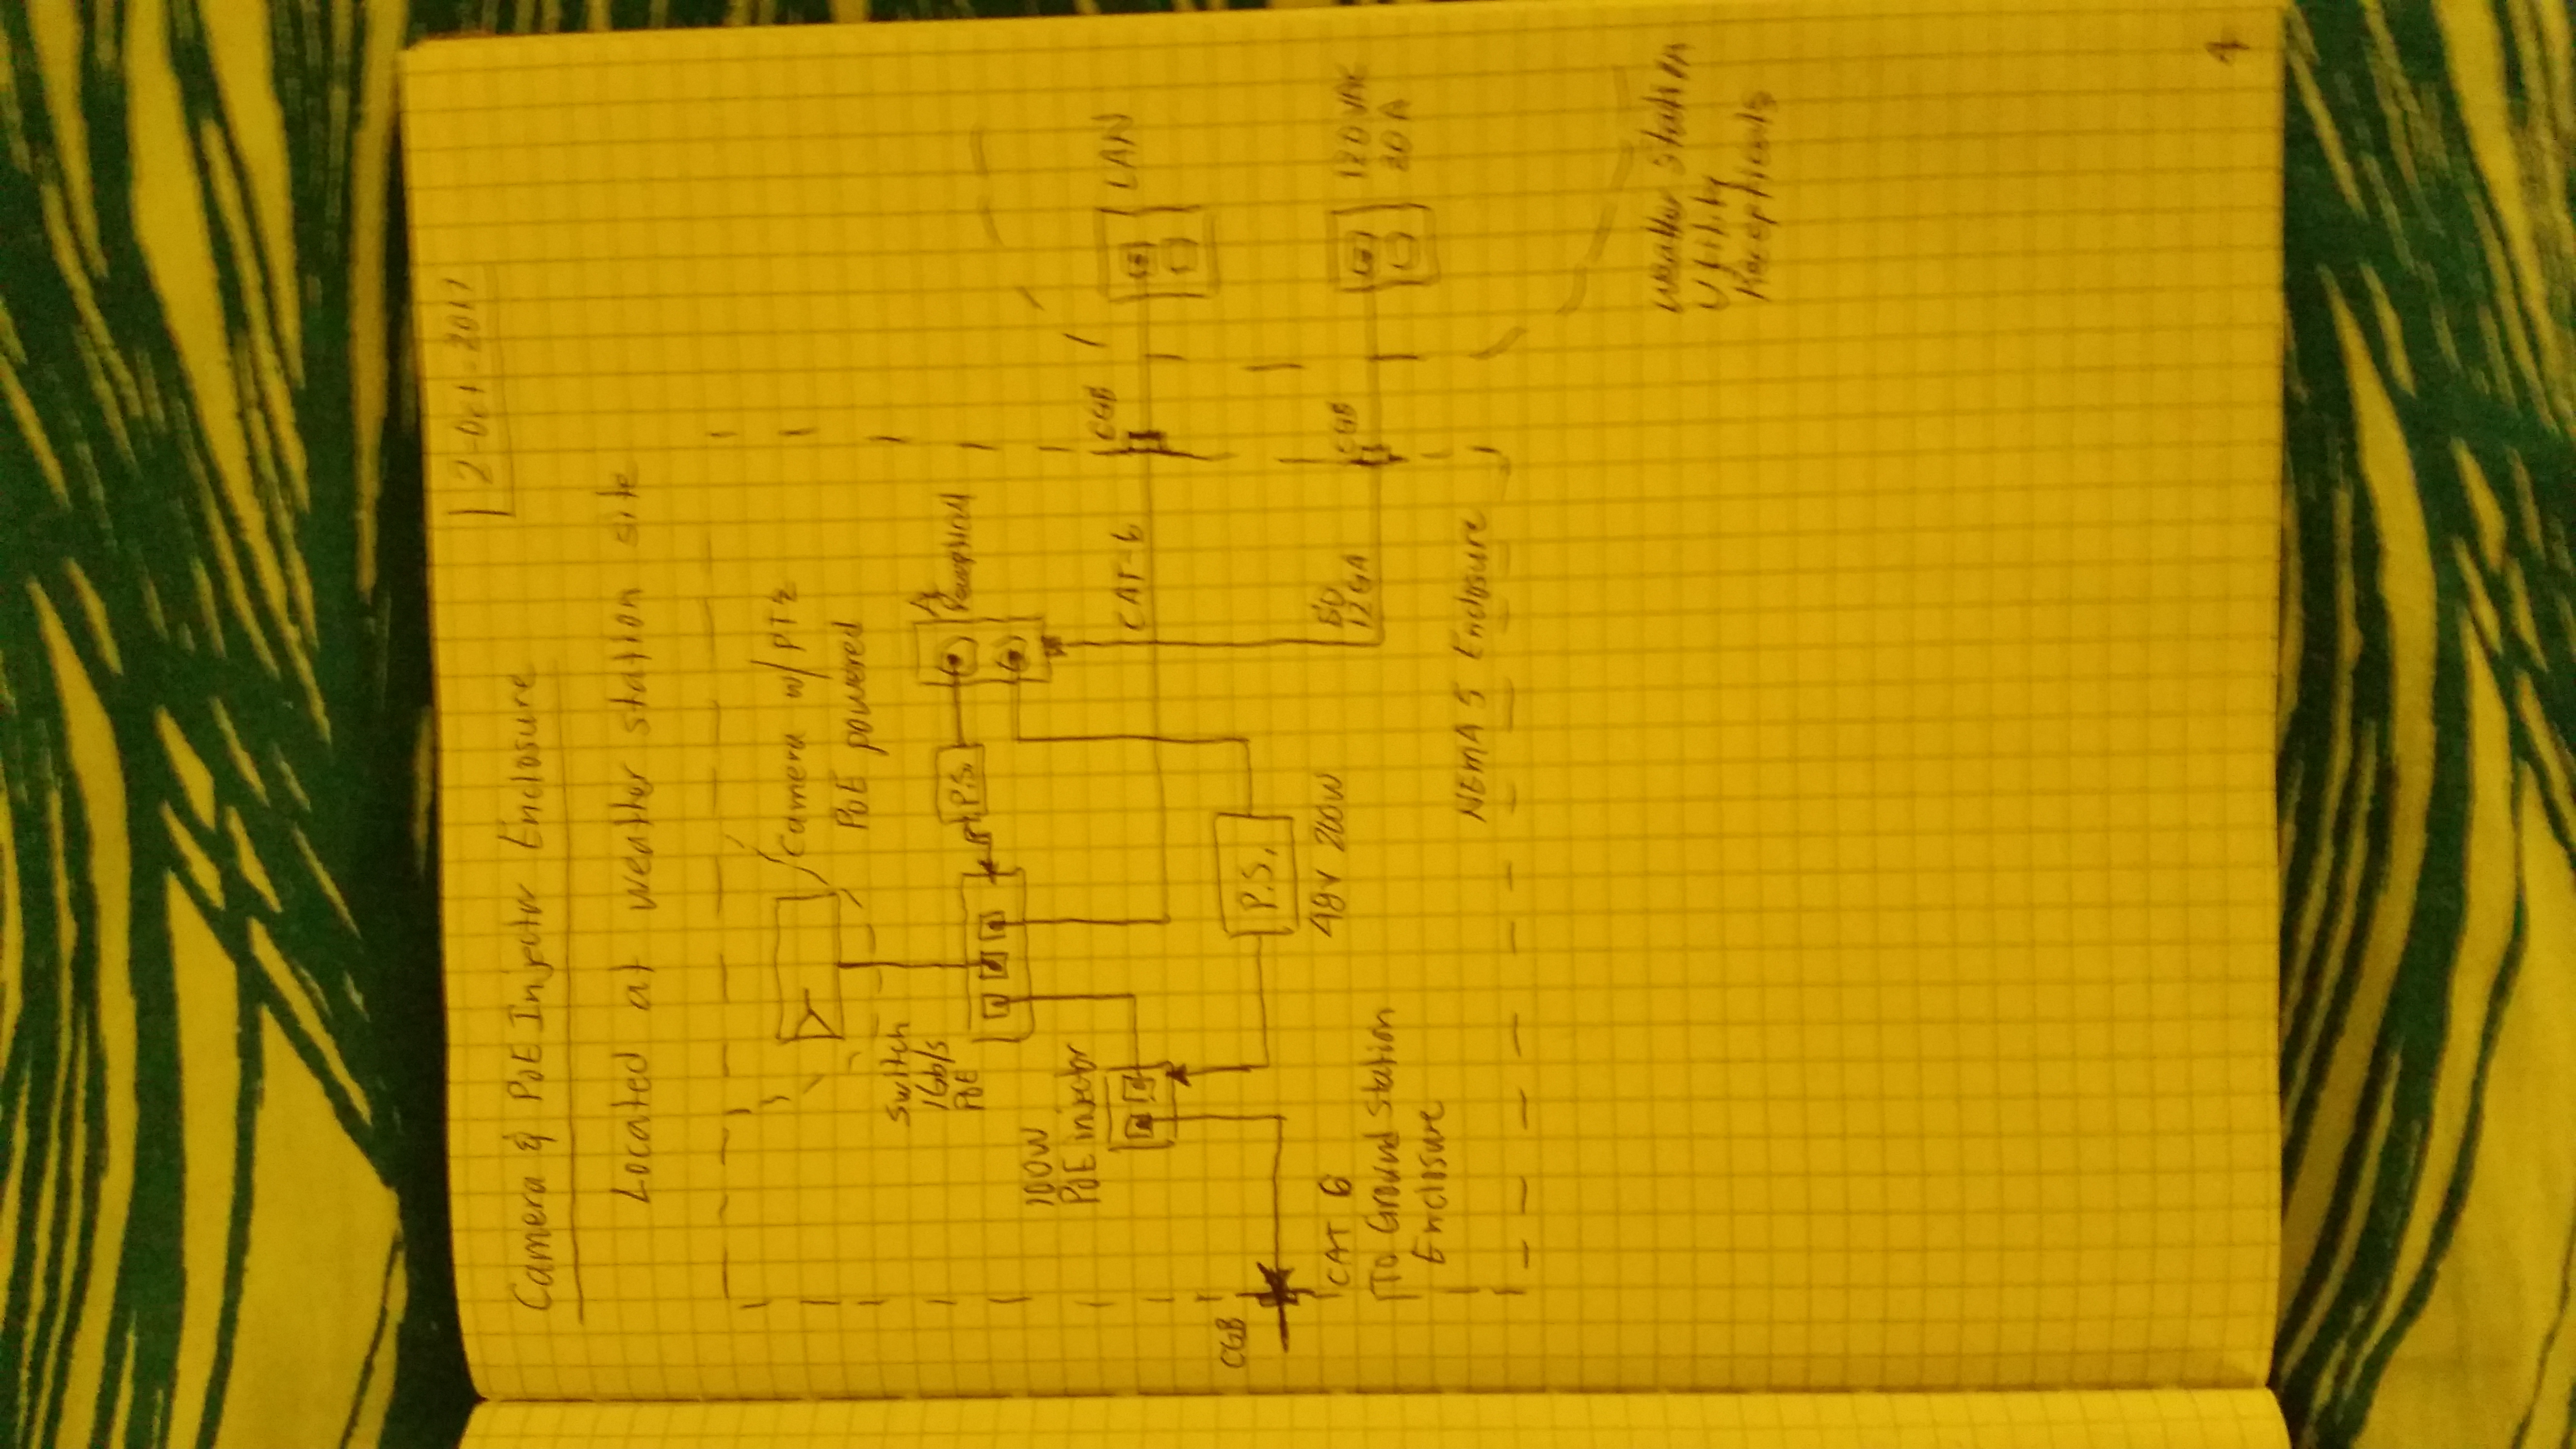 2-Oct-2017
Camera & PoE Injector Enclosure
Located at weather station site
Camera w/ PTZ
PoE powered
Switch
1Gb/s
PoE
P.S.
Receptical
100W
PoE injector
CGB
LAN
CAT-6
CGB
P.S.
48V 200W
CAT 6
To Ground Station
Enclosure
12GA
CGB
120VAC
20A
NEMA 5 Enclosure
Weather Station
Utility
Recepticals